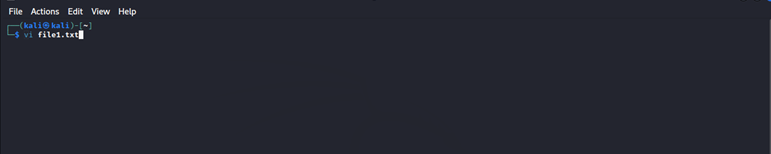 File Actions Edit View Help
┌──(kali㉿kali)-[~]
└─$ vi file1.txt